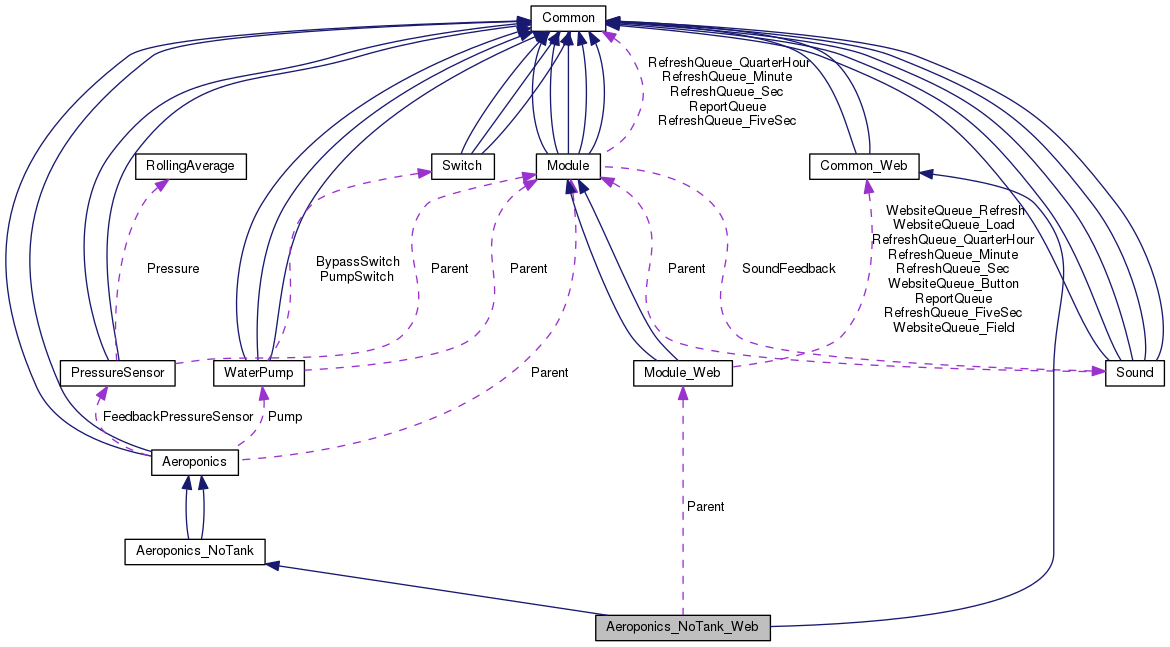 Common
RefreshQueue_QuarterHour
RefreshQueue_Minute
RefreshQueue_Sec
ReportQueue
RefreshQueue_FiveSec
RollingAverage
Switch
Module
Common_Web
WebsiteQueue_Refresh
WebsiteQueue_Load
RefreshQueue_QuarterHour
RefreshQueue_Minute
RefreshQueue_Sec
WebsiteQueue_Button
ReportQueue
RefreshQueue_FiveSec
WebsiteQueue_Field
Pressure
BypassSwitch
PumpSwitch
Parent
Parent
Parent
SoundFeedback
PressureSensor
WaterPump
Parent
Module_Web
Sound
FeedbackPressureSensor
Pump
Aeroponics
Parent
Aeroponics_NoTank
Aeroponics_NoTank_Web